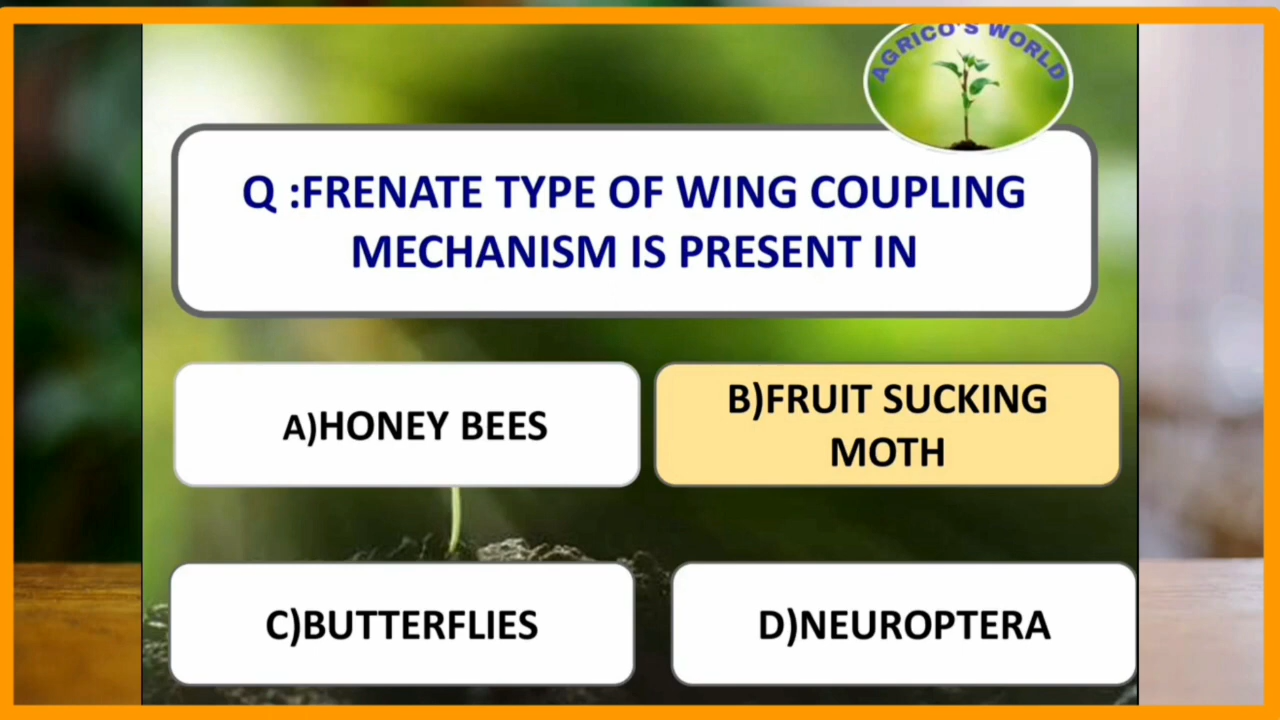 AGRICO'S WORLD
Q :FRENATE TYPE OF WING COUPLING
MECHANISM IS PRESENT IN
A)HONEY BEES
B)FRUIT SUCKING
MOTH
C)BUTTERFLIES
D)NEUROPTERA